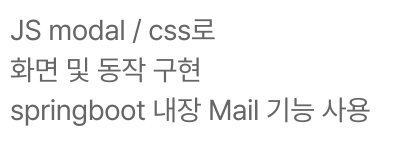 JS modal / css로
화면 및 동작 구현
springboot 내장 Mail 기능 사용